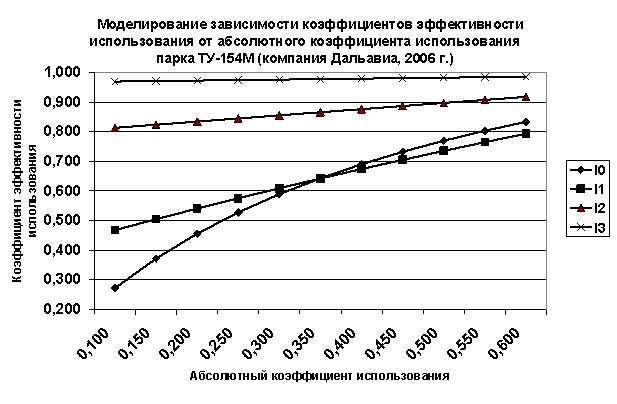 Моделирование зависимости коэффициентов эффективности
использования от абсолютного коэффициента использования
парка ТУ-154М (компания Дальавиа, 2006 г.)
Коэффициент эффективности
использования
1,000
0,900
0,800
0,700
0,600
0,500
0,400
0,300
0,200
0,100
0,150
0,200
0,250
0,300
0,350
0,400
0,450
0,500
0,550
0,600
Абсолютный коэффициент использования
I0
I1
I2
I3